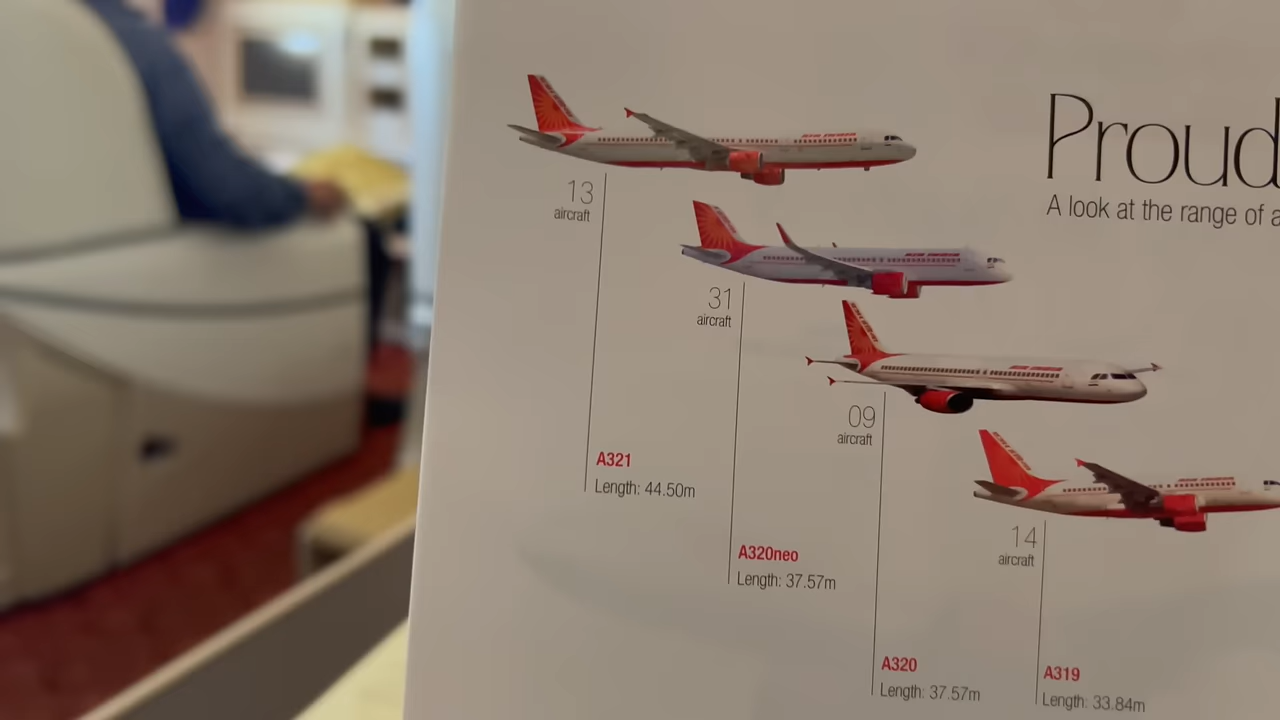 Proud
A look at the range of a
13
aircraft
A321
Length: 44.50m
31
aircraft
A320neo
Length: 37.57m
09
aircraft
A320
Length: 37.57m
14
aircraft
A319
Length: 33.84m